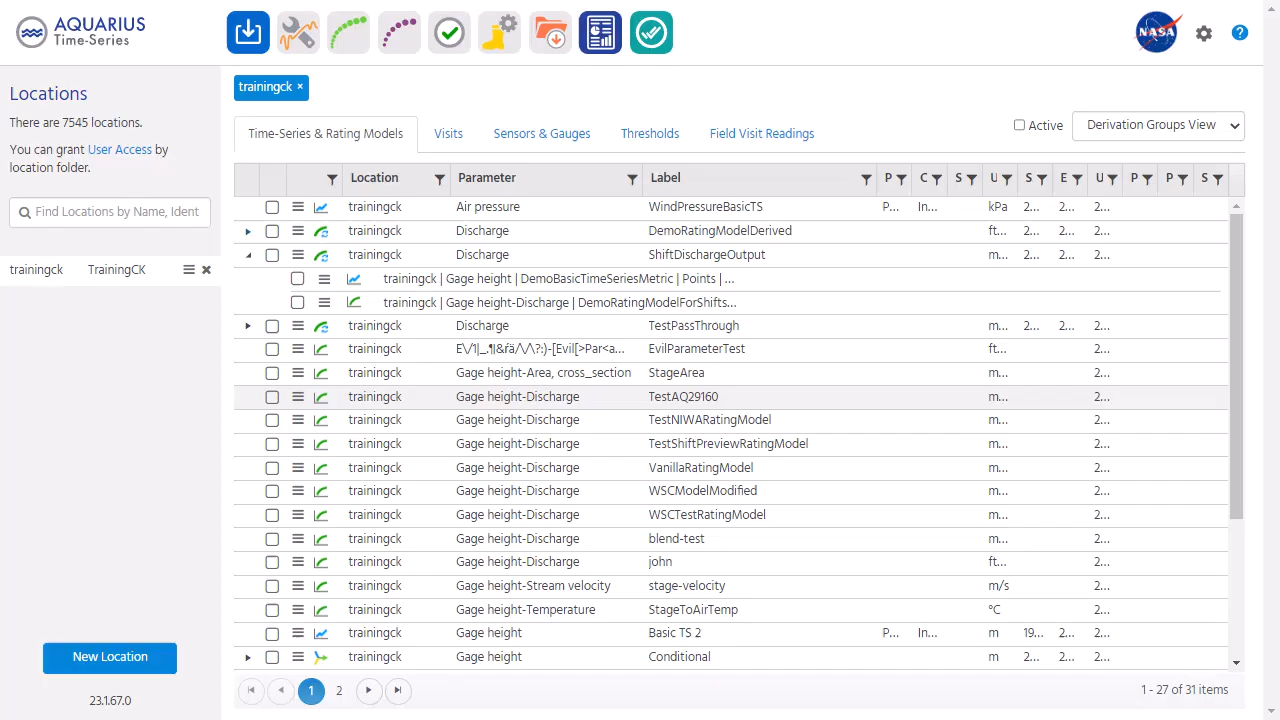 AQUARIUS
Time-Series
NASA
Locations
There are 7545 locations.
You can grant User Access by
location folder.
Find Locations by Name, Ident
trainingck TrainingCK
New Location
23.1.67.0
trainingck ×
Time-Series & Rating Models Visits Sensors & Gauges Thresholds Field Visit Readings
Active Derivation Groups View
Location Parameter Label P C S U S E U P P S
trainingck Air pressure WindPressureBasicTS P... In... kPa 2... 2... 2...
trainingck Discharge DemoRatingModelDerived ft... 2... 2... 2...
trainingck Discharge ShiftDischargeOutput m... 2... 2... 2...
trainingck | Gage height | DemoBasicTimeSeriesMetric | Points | ...
trainingck | Gage height-Discharge | DemoRatingModelForShifts...
trainingck Discharge TestPassThrough m... 2... 2... 2...
trainingck EvilParameterTest ft... 2...
trainingck Gage height-Area, cross_section StageArea m... 2...
trainingck Gage height-Discharge TestAQ29160 m... 2...
trainingck Gage height-Discharge TestNIWARatingModel m... 2...
trainingck Gage height-Discharge TestShiftPreviewRatingModel m... 2...
trainingck Gage height-Discharge VanillaRatingModel m... 2...
trainingck Gage height-Discharge WSCModelModified m... 2...
trainingck Gage height-Discharge WSCTestRatingModel m... 2...
trainingck Gage height-Discharge blend-test m... 2...
trainingck Gage height-Discharge john ft... 2...
trainingck Gage height-Stream velocity stage-velocity m/s 2...
trainingck Gage height-Temperature StageToAirTemp °C 2...
trainingck Gage height Basic TS 2 P... In... m 19... 2... 2...
trainingck Gage height Conditional m 2... 2... 2...
1 2 1 - 27 of 31 items